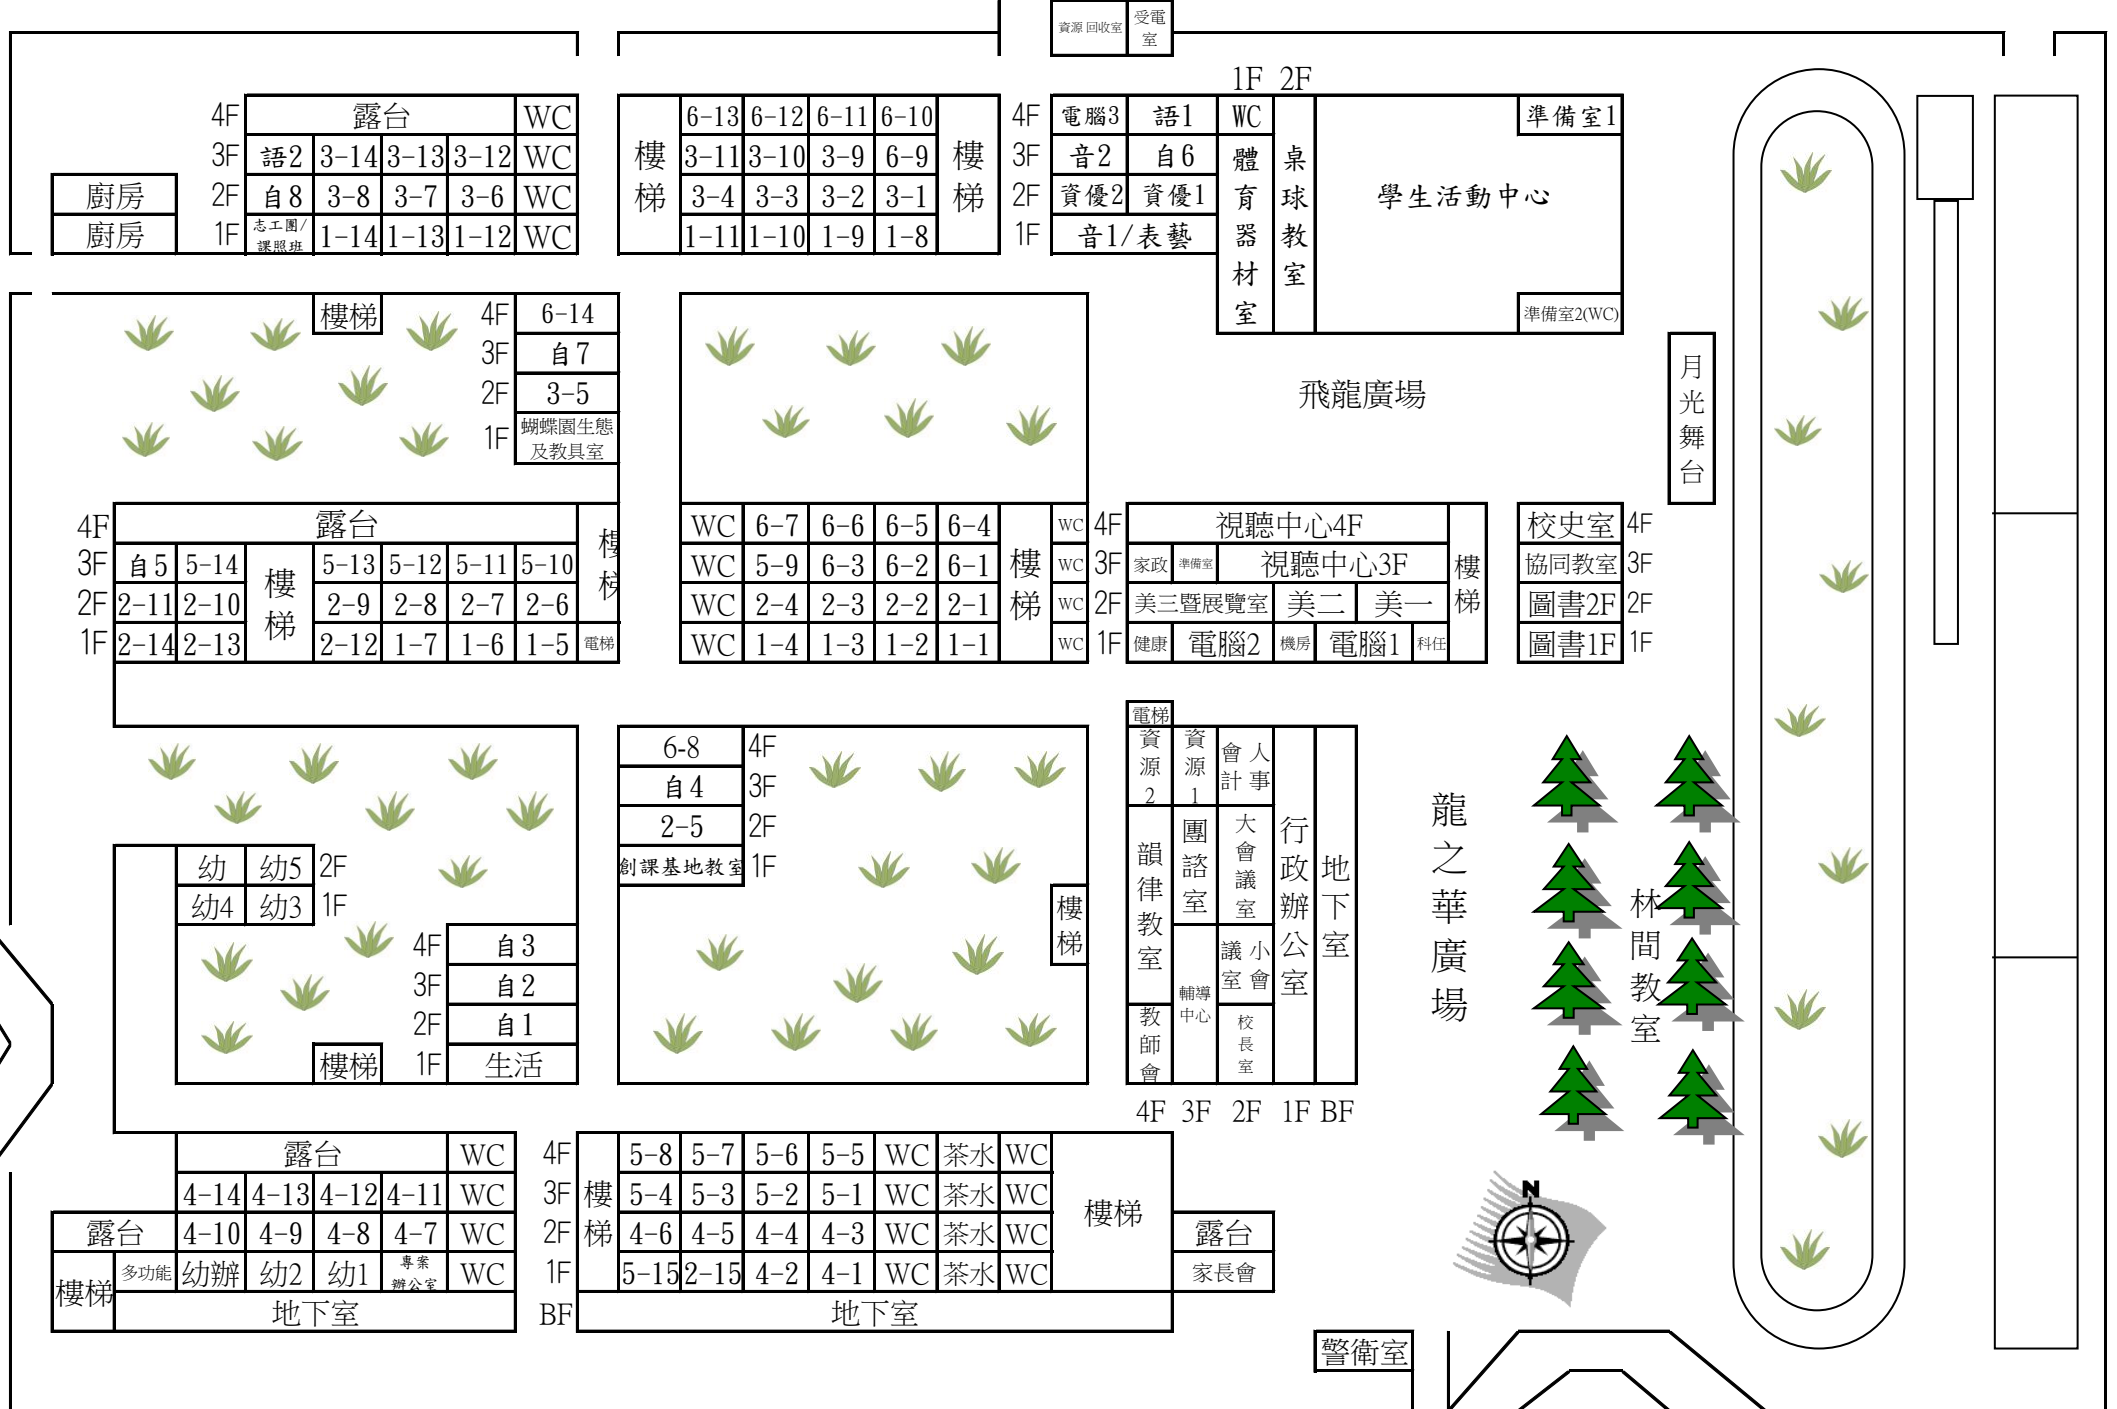 資源回收室 受電室
1F 2F
4F 露台 WC
3F 語2 3-14 3-13 3-12 WC
廚房 2F 自8 3-8 3-7 3-6 WC
廚房 1F 志工團/課照班 1-14 1-13 1-12 WC
樓梯 6-13 6-12 6-11 6-10 樓梯
3-11 3-10 3-9 6-9
3-4 3-3 3-2 3-1
1-11 1-10 1-9 1-8
4F 電腦3 語1 WC
3F 音2 自6
2F 資優2 資優1
1F 音1/表藝
體育器材室
桌球教室
學生活動中心
準備室1
準備室2(WC)
樓梯
4F 6-14
3F 自7
2F 3-5
1F 蝴蝶園生態及教具室
飛龍廣場
月光舞台
4F 露台 樓梯
3F 自5 5-14 樓梯 5-13 5-12 5-11 5-10
2F 2-11 2-10 2-9 2-8 2-7 2-6
1F 2-14 2-13 2-12 1-7 1-6 1-5 電梯
WC 6-7 6-6 6-5 6-4 樓梯 WC
WC 5-9 6-3 6-2 6-1 WC
WC 2-4 2-3 2-2 2-1 WC
WC 1-4 1-3 1-2 1-1 WC
4F 視聽中心4F 樓梯
3F 家政 準備室 視聽中心3F
2F 美三暨展覽室 美二 美一
1F 健康 電腦2 機房 電腦1 科任
校史室 4F
協同教室 3F
圖書2F 2F
圖書1F 1F
6-8 4F
自4 3F
2-5 2F
創課基地教室 1F
樓梯
電梯
資源2 韻律教室 教師會
資源1 團諮室 輔導中心
人事 會計 大會議室 小會議室 校長室
行政辦公室
地下室
4F 3F 2F 1F BF
龍之華廣場
林間教室
幼 幼5 2F
幼4 幼3 1F
4F 自3
3F 自2
2F 自1
樓梯 1F 生活
露台 WC
4-14 4-13 4-12 4-11 WC
露台 4-10 4-9 4-8 4-7 WC
樓梯 多功能 幼辦 幼2 幼1 專案辦公室 WC
地下室
4F 樓梯 5-8 5-7 5-6 5-5 WC 茶水 WC 樓梯
3F 5-4 5-3 5-2 5-1 WC 茶水 WC
2F 4-6 4-5 4-4 4-3 WC 茶水 WC 露台
1F 5-15 2-15 4-2 4-1 WC 茶水 WC 家長會
BF 地下室
N
警衛室